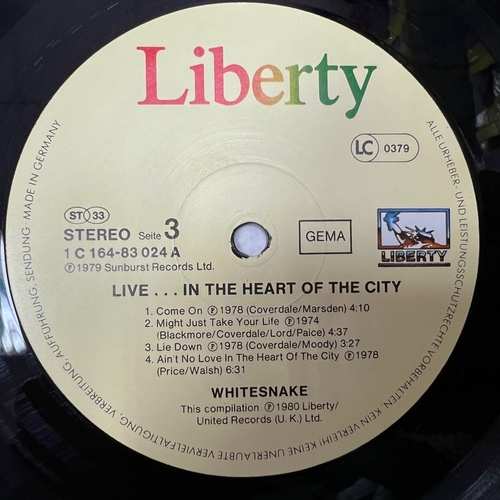 Liberty
LC 0379
ST 33
STEREO Seite 3
1 C 164-83 024 A
Ⓟ1979 Sunburst Records Ltd.
GEMA
LIBERTY
LIVE . . . IN THE HEART OF THE CITY
1. Come On Ⓟ 1978 (Coverdale/Marsden) 4:10
2. Might Just Take Your Life Ⓟ 1974
(Blackmore/Coverdale/Lord/Paice) 4:37
3. Lie Down Ⓟ 1978 (Coverdale/Moody) 3:27
4. Ain't No Love In The Heart Of The City Ⓟ 1978
(Price/Walsh) 6:31
WHITESNAKE
This compilation Ⓟ 1980 Liberty/
United Records (U. K.) Ltd.
ALLE URHEBER- UND LEISTUNGSSCHUTZRECHTE VORBEHALTEN. KEIN VERLEIH! KEINE UNERLAUBTE VERVIELFÄLTIGUNG, VERBREITUNG, AUFFÜHRUNG, SENDUNG · MADE IN GERMANY